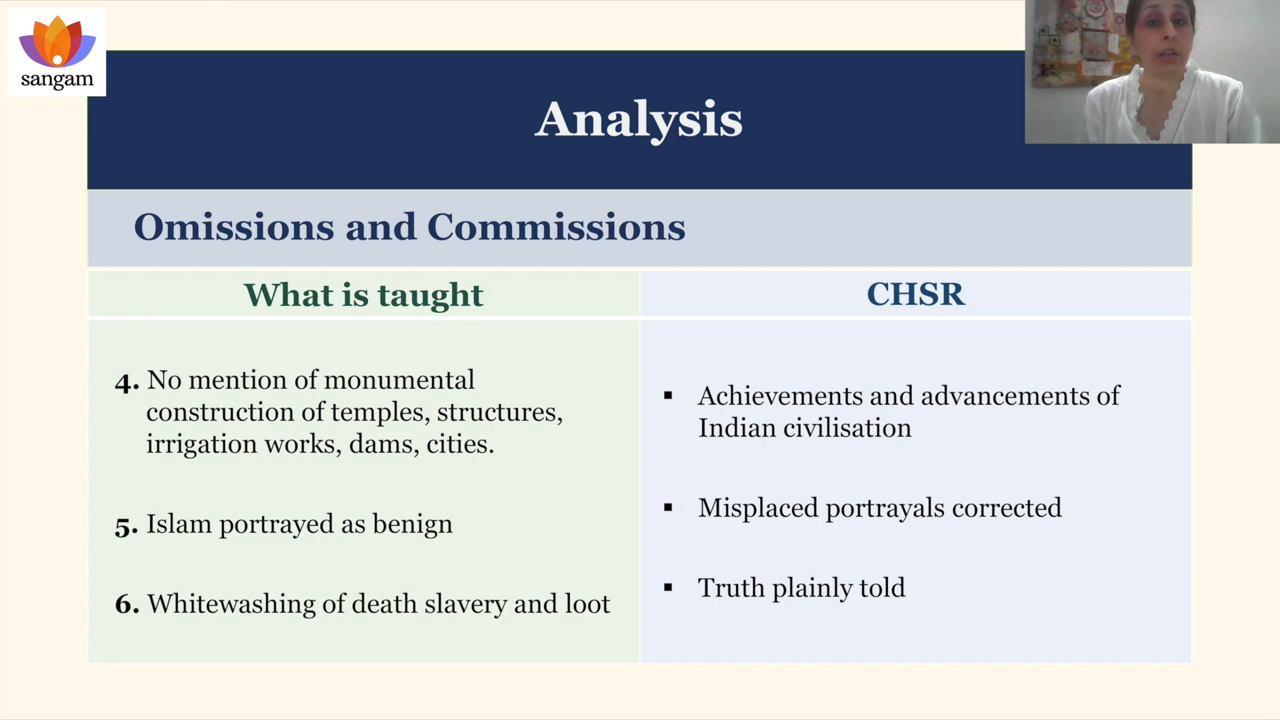 sangam
Analysis
Omissions and Commissions
What is taught
CHSR
4. No mention of monumental
construction of temples, structures,
irrigation works, dams, cities.
5. Islam portrayed as benign
6. Whitewashing of death slavery and loot
▪ Achievements and advancements of
Indian civilisation
▪ Misplaced portrayals corrected
▪ Truth plainly told